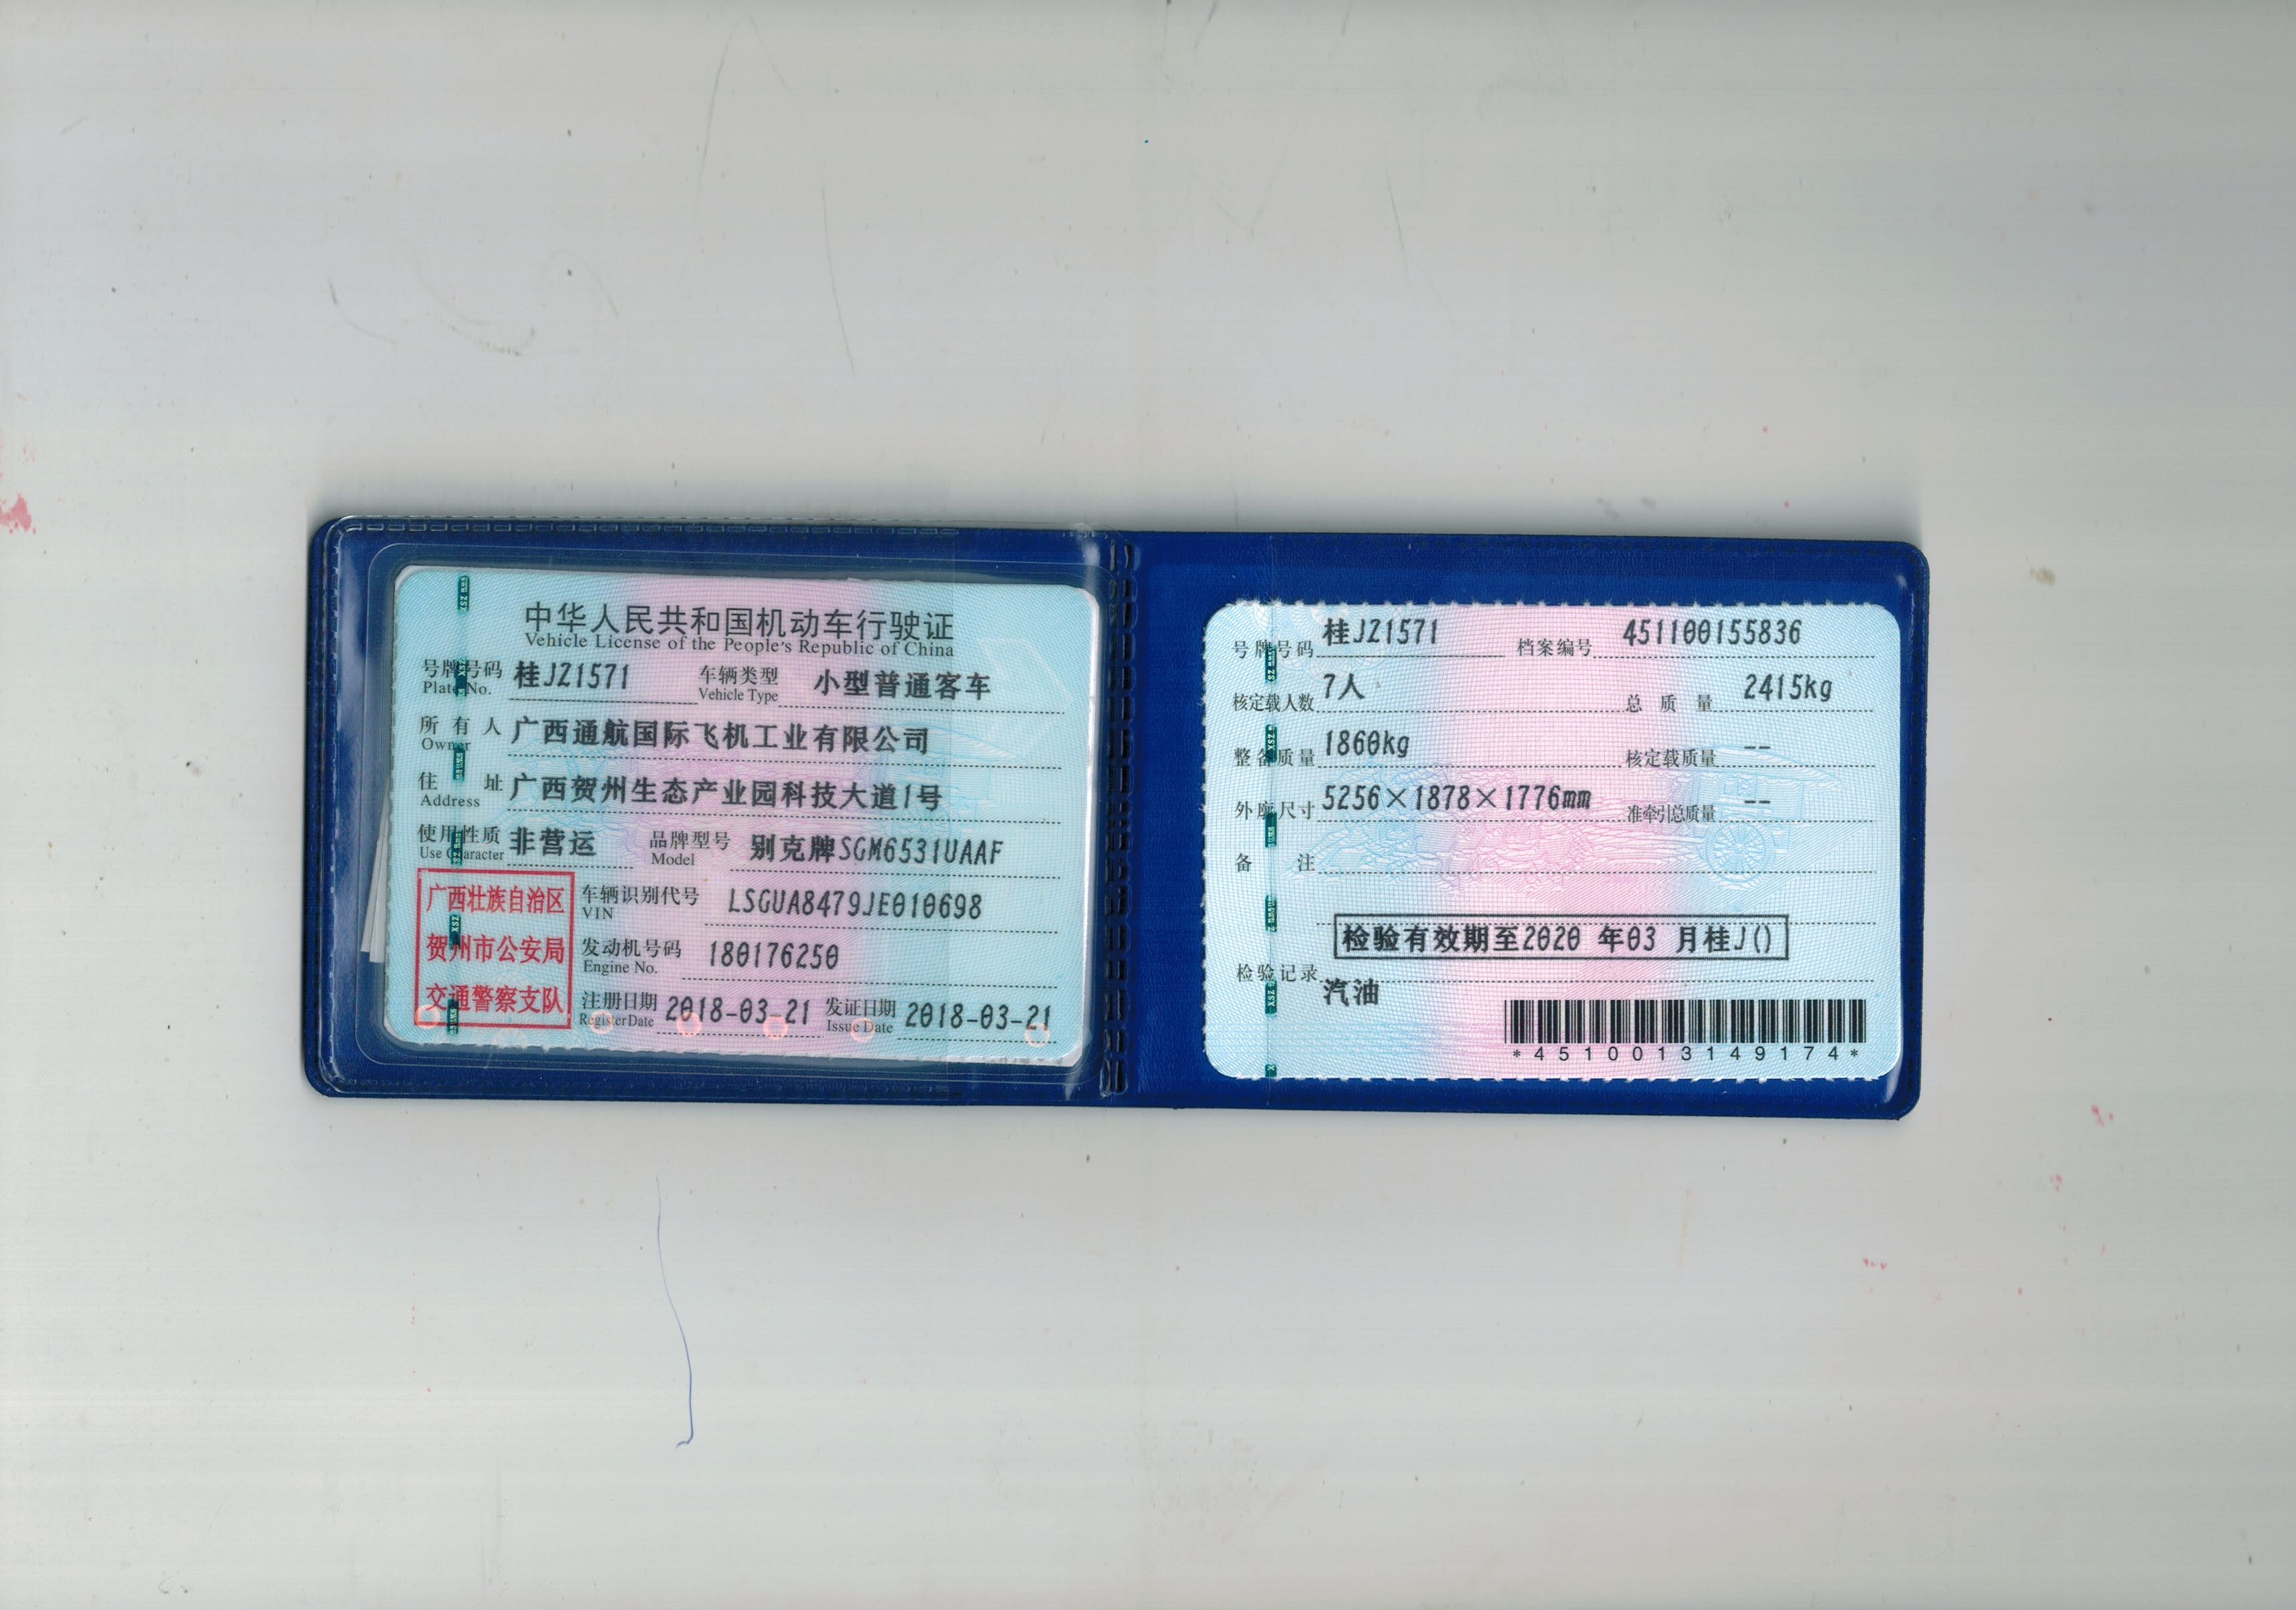 中华人民共和国机动车行驶证
Vehicle License of the People's Republic of China
号牌号码 桂JZ1571 车辆类型 小型普通客车
Plate No. Vehicle Type
所有人 广西通航国际飞机工业有限公司
Owner
住址 广西贺州生态产业园科技大道1号
Address
使用性质 非营运 品牌型号 别克牌SGM6531UAAF
Use Character Model
广西壮族自治区
贺州市公安局
交通警察支队
车辆识别代号 LSGUA8479JE010698
VIN
发动机号码 180176250
Engine No.
注册日期 2018-03-21 发证日期 2018-03-21
Register Date Issue Date
号牌号码 桂JZ1571 档案编号 451100155836
核定载人数 7人 总质量 2415kg
整备质量 1860kg 核定载质量 --
外廓尺寸 5256×1878×1776mm 准牵引总质量 --
备注
检验有效期至2020 年03 月桂J()
检验记录
汽油
*4510013149174*